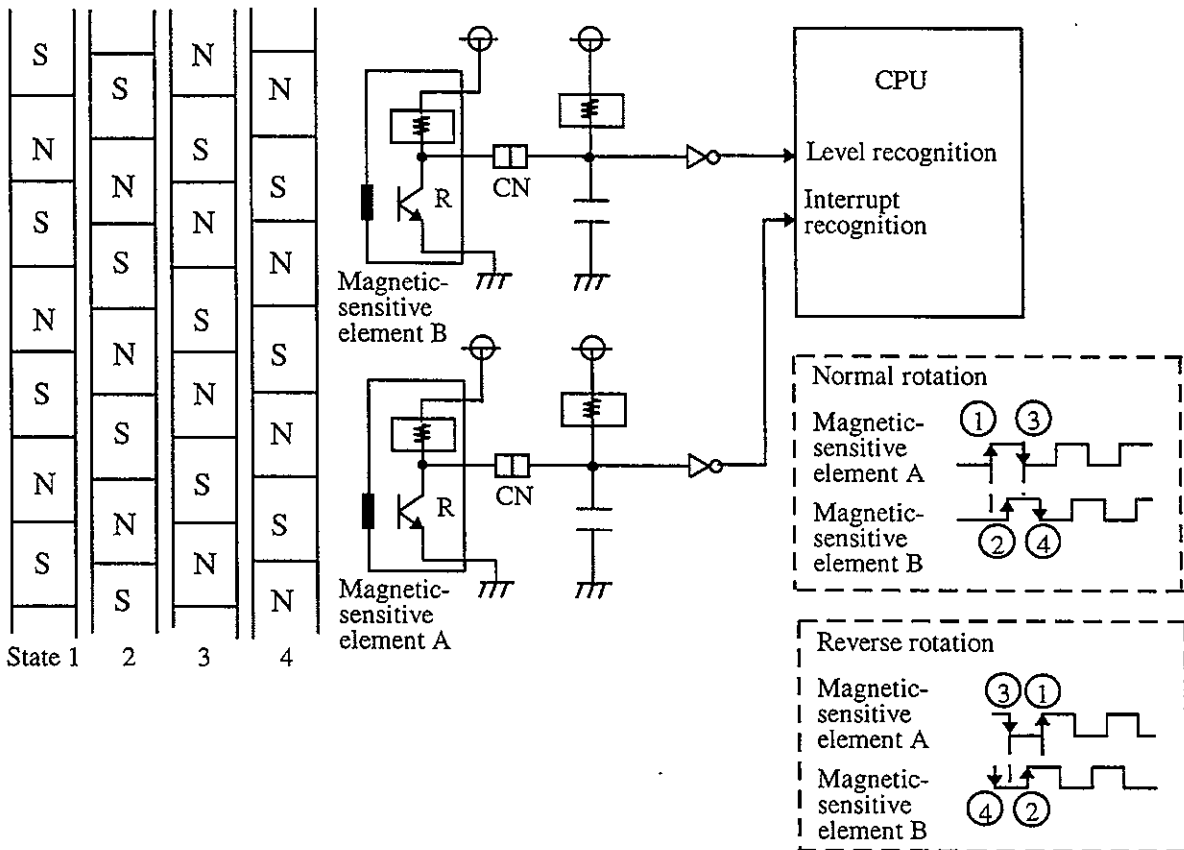 S
N
S
N
S
N
S
State 1
S
N
S
N
S
N
S
2
N
S
N
S
N
S
N
3
N
S
N
S
N
S
N
4
R
CN
Magnetic-
sensitive
element B
R
CN
Magnetic-
sensitive
element A
CPU
Level recognition
Interrupt
recognition
Normal rotation
Magnetic-
sensitive
element A
1 3
Magnetic-
sensitive
element B
2 4
Reverse rotation
Magnetic-
sensitive
element A
3 1
Magnetic-
sensitive
element B
4 2